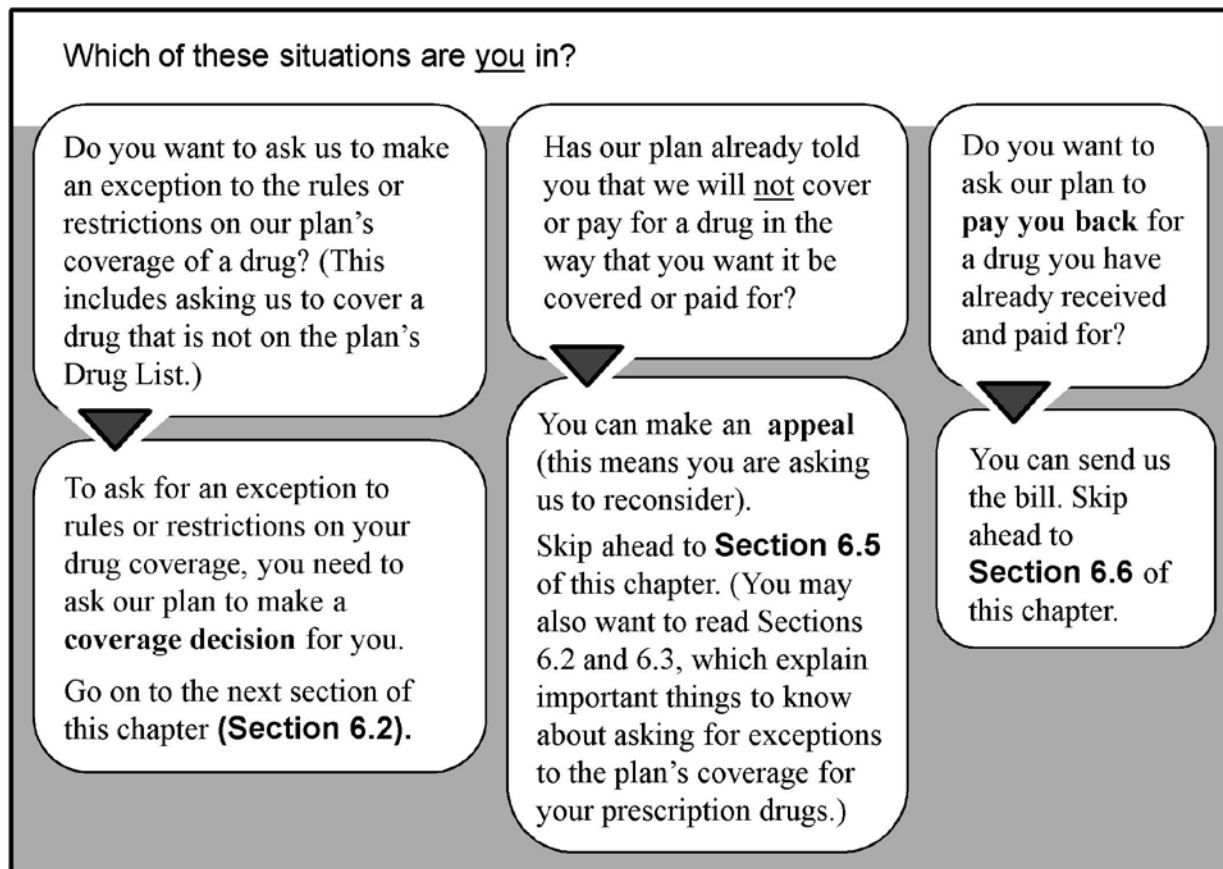 Which of these situations are you in?
Do you want to ask us to make
an exception to the rules or
restrictions on our plan’s
coverage of a drug? (This
includes asking us to cover a
drug that is not on the plan’s
Drug List.)
To ask for an exception to
rules or restrictions on your
drug coverage, you need to
ask our plan to make a
coverage decision for you.
Go on to the next section of
this chapter (Section 6.2).
Has our plan already told
you that we will not cover
or pay for a drug in the
way that you want it be
covered or paid for?
You can make an appeal
(this means you are asking
us to reconsider).
Skip ahead to Section 6.5
of this chapter. (You may
also want to read Sections
6.2 and 6.3, which explain
important things to know
about asking for exceptions
to the plan’s coverage for
your prescription drugs.)
Do you want to
ask our plan to
pay you back for
a drug you have
already received
and paid for?
You can send us
the bill. Skip
ahead to
Section 6.6 of
this chapter.